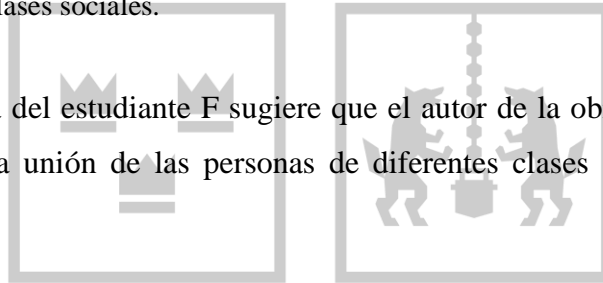 clases sociales.
del estudiante F sugiere que el autor de la ob
unión de las personas de diferentes clases